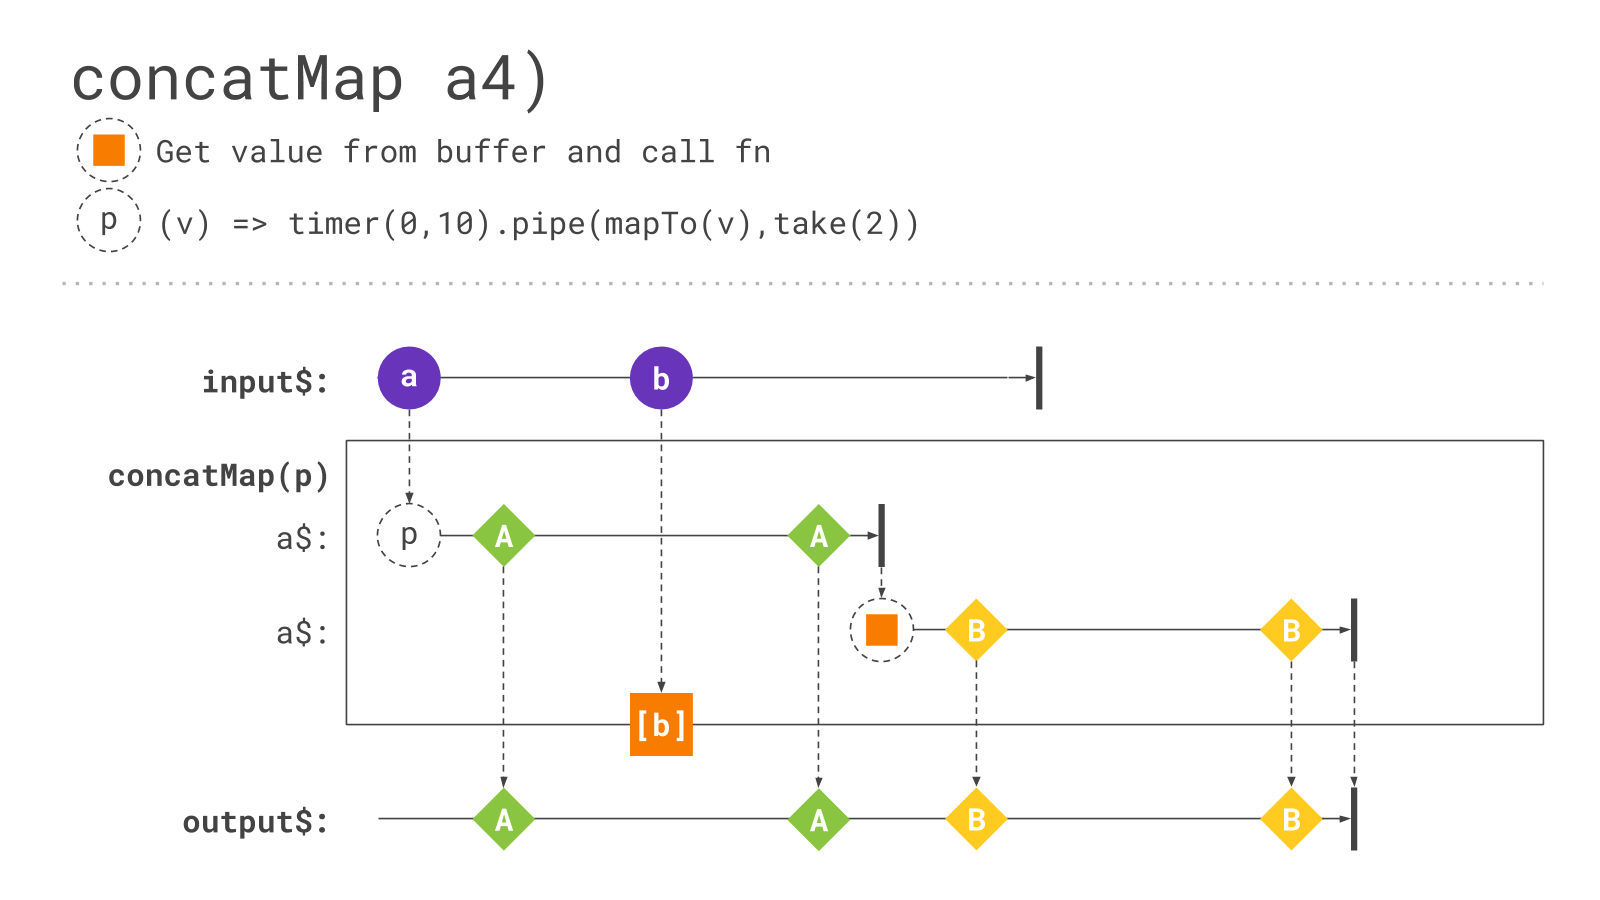 concatMap a4)
Get value from buffer and call fn
p (v) => timer(0,10).pipe(mapTo(v),take(2))
input$: a b
concatMap(p)
a$: p A A
a$: B B
[b]
output$: A A B B